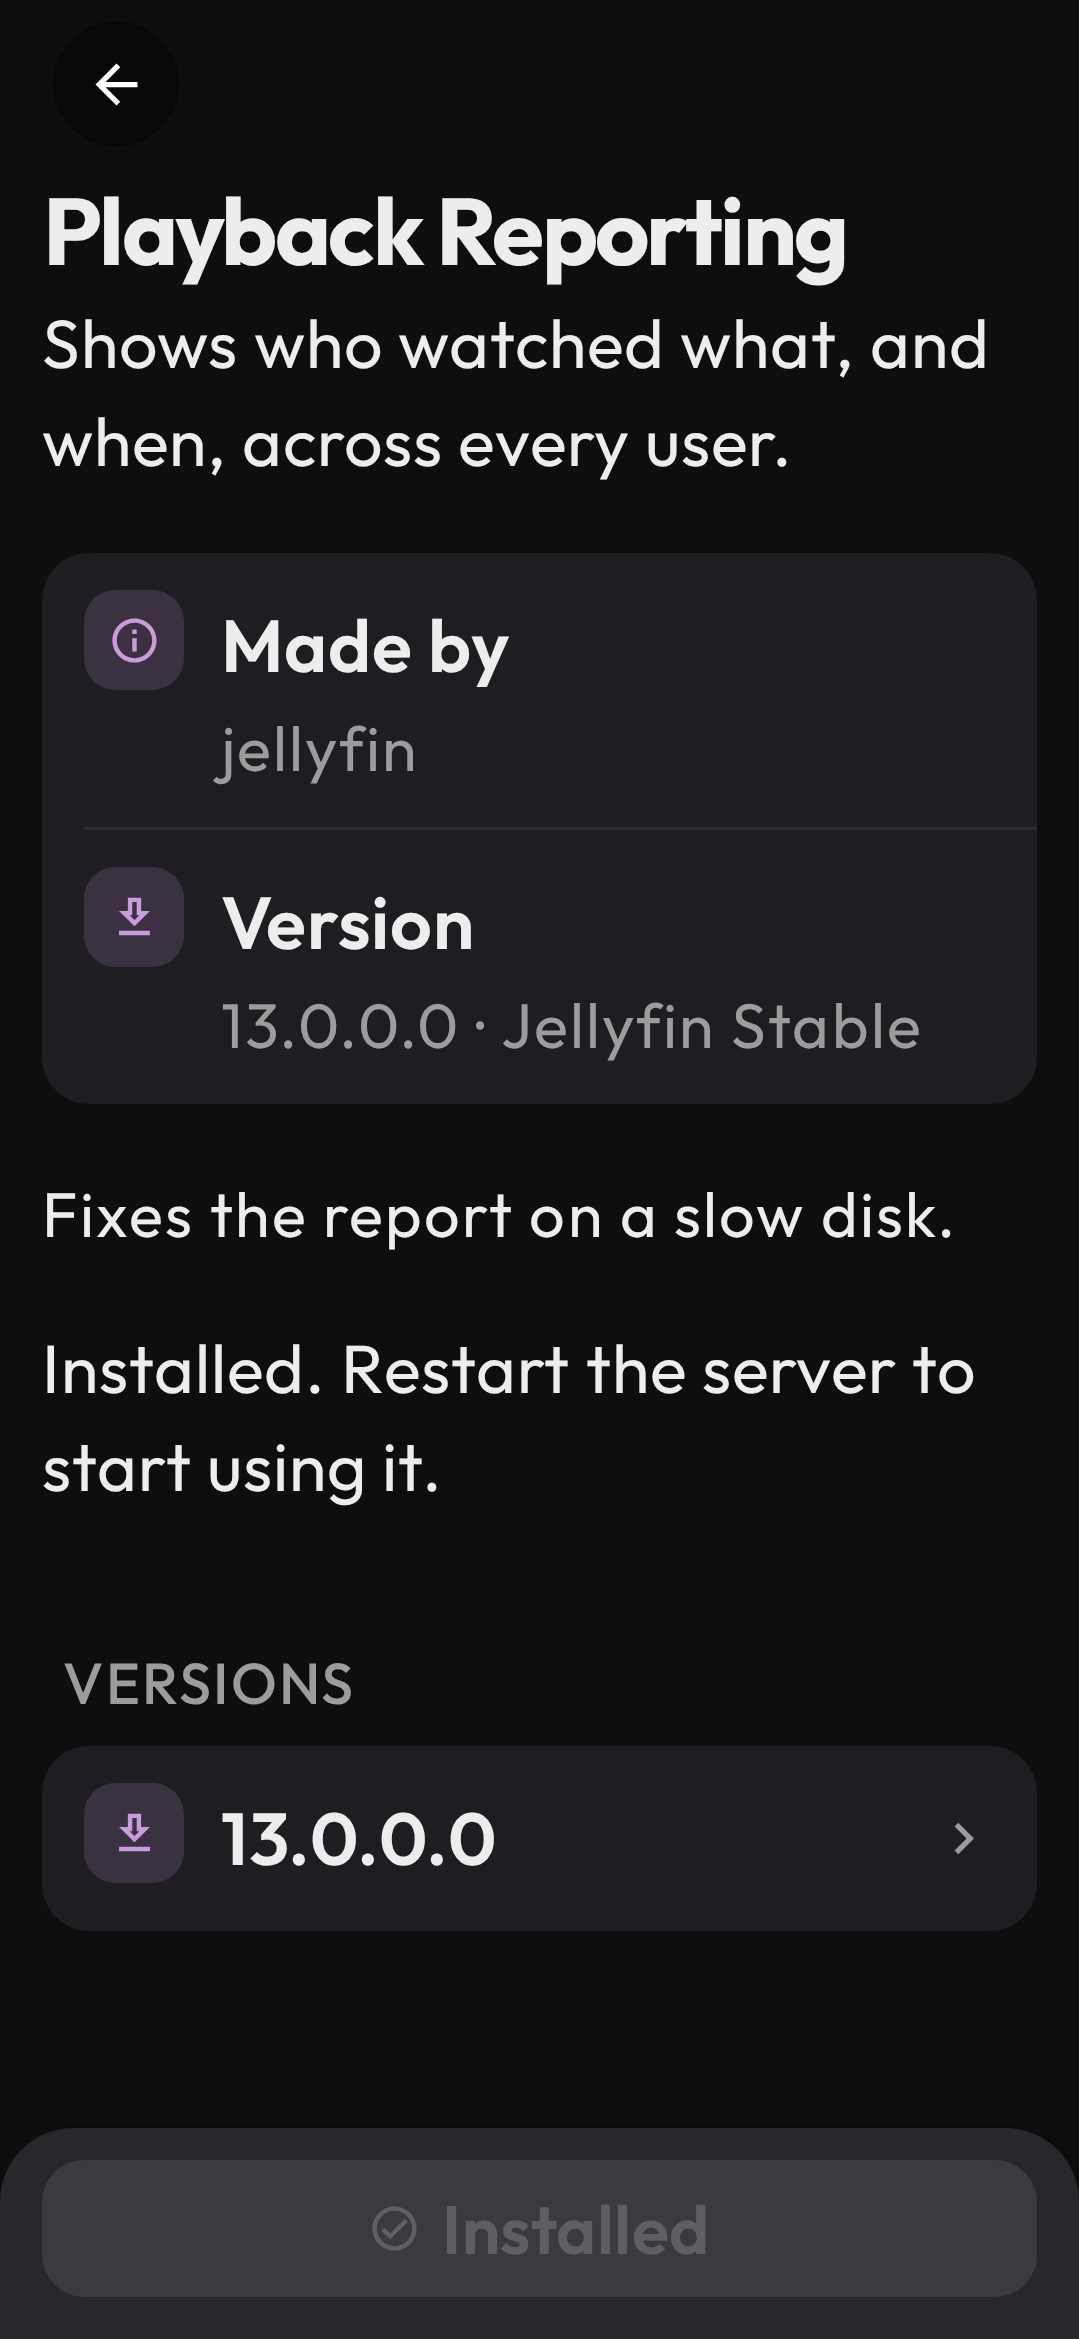 Playback Reporting
Shows who watched what, and
when, across every user.
Made by
jellyfin
Version
13.0.0.0 · Jellyfin Stable
Fixes the report on a slow disk.
Installed. Restart the server to
start using it.
VERSIONS
13.0.0.0
Installed